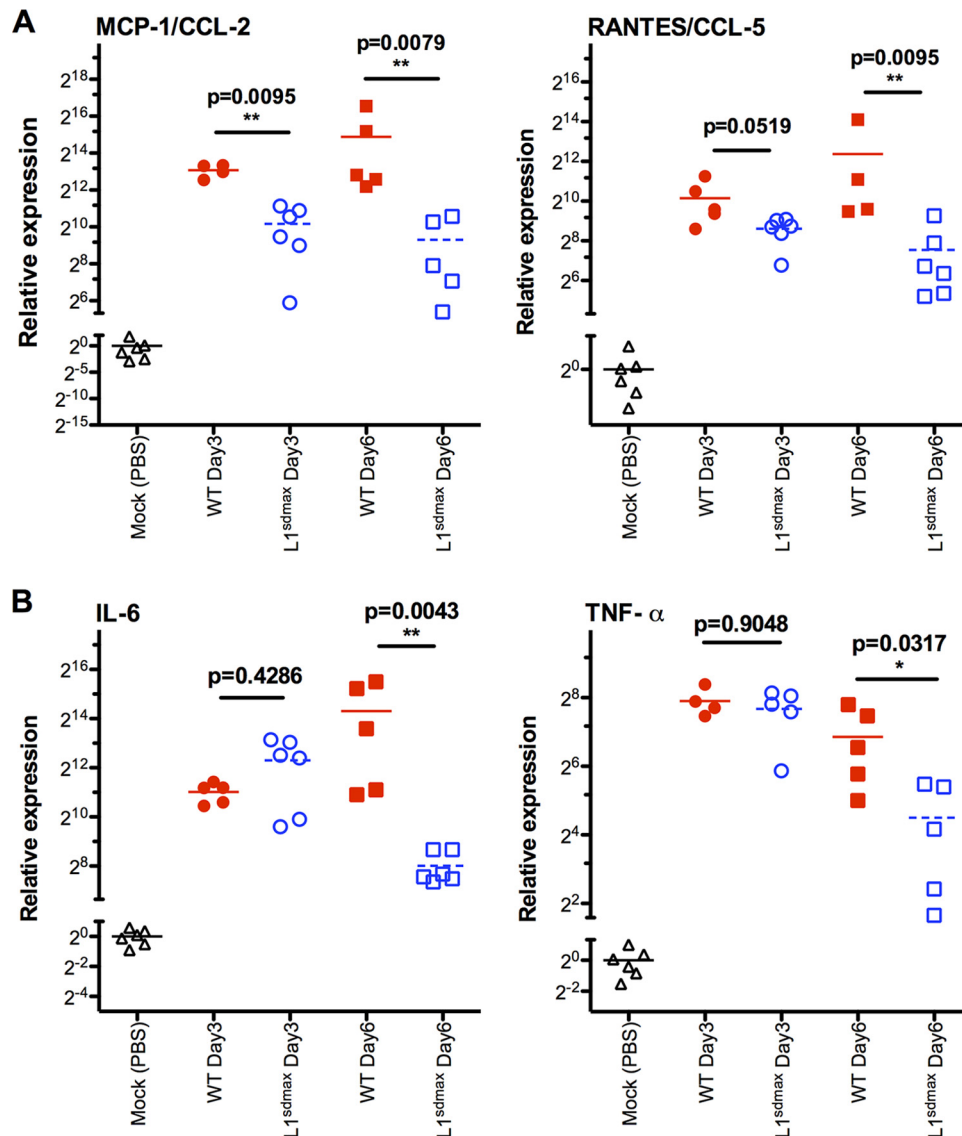 A
MCP-1/CCL-2
p=0.0079
**
p=0.0095
**
Relative expression
2^18
2^16
2^14
2^12
2^10
2^8
2^6
2^0
2^-5
2^-10
2^-15
Mock (PBS)
WT Day3
L1^sdmax Day3
WT Day6
L1^sdmax Day6
RANTES/CCL-5
p=0.0095
**
p=0.0519
Relative expression
2^16
2^14
2^12
2^10
2^8
2^6
2^0
Mock (PBS)
WT Day3
L1^sdmax Day3
WT Day6
L1^sdmax Day6
B
IL-6
p=0.0043
**
p=0.4286
Relative expression
2^16
2^14
2^12
2^10
2^8
2^0
2^-2
2^-4
Mock (PBS)
WT Day3
L1^sdmax Day3
WT Day6
L1^sdmax Day6
TNF- α
p=0.9048
p=0.0317
*
Relative expression
2^8
2^6
2^4
2^2
2^0
2^-2
Mock (PBS)
WT Day3
L1^sdmax Day3
WT Day6
L1^sdmax Day6